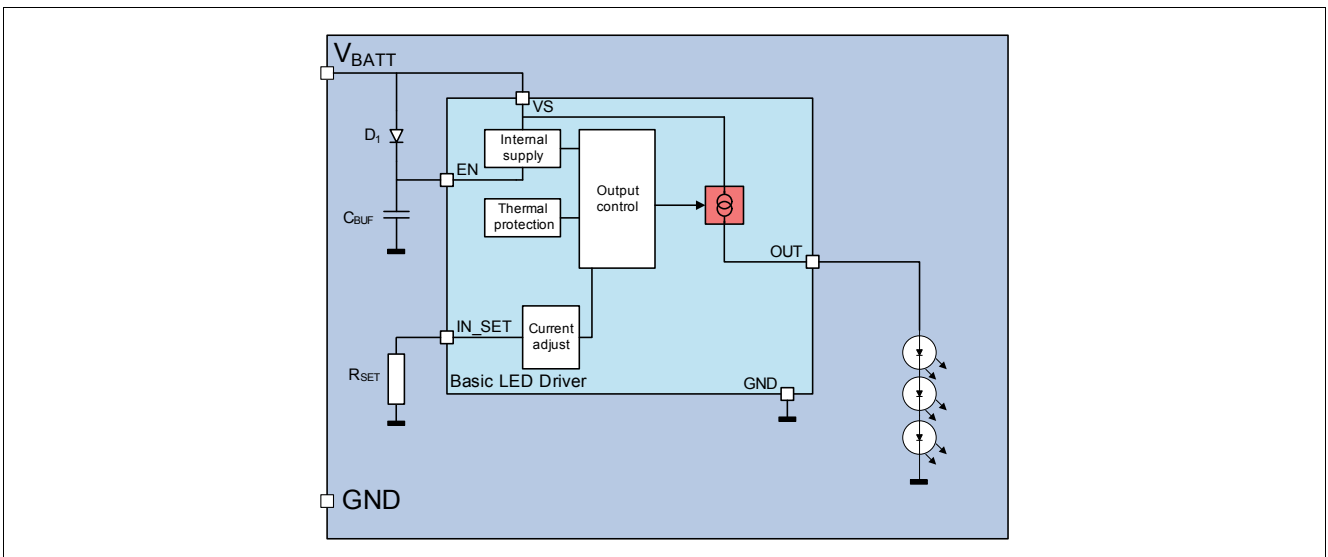 VBATT
VS
D1
Internal
supply
EN
Output
control
CBUF
Thermal
protection
OUT
IN_SET
Current
adjust
RSET
Basic LED Driver
GND
GND